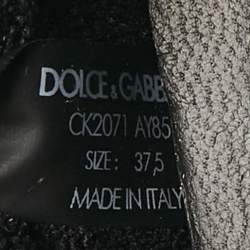 DOLCE & GABB
CK2071 AY85
SIZE: 37,5
MADE IN ITALY